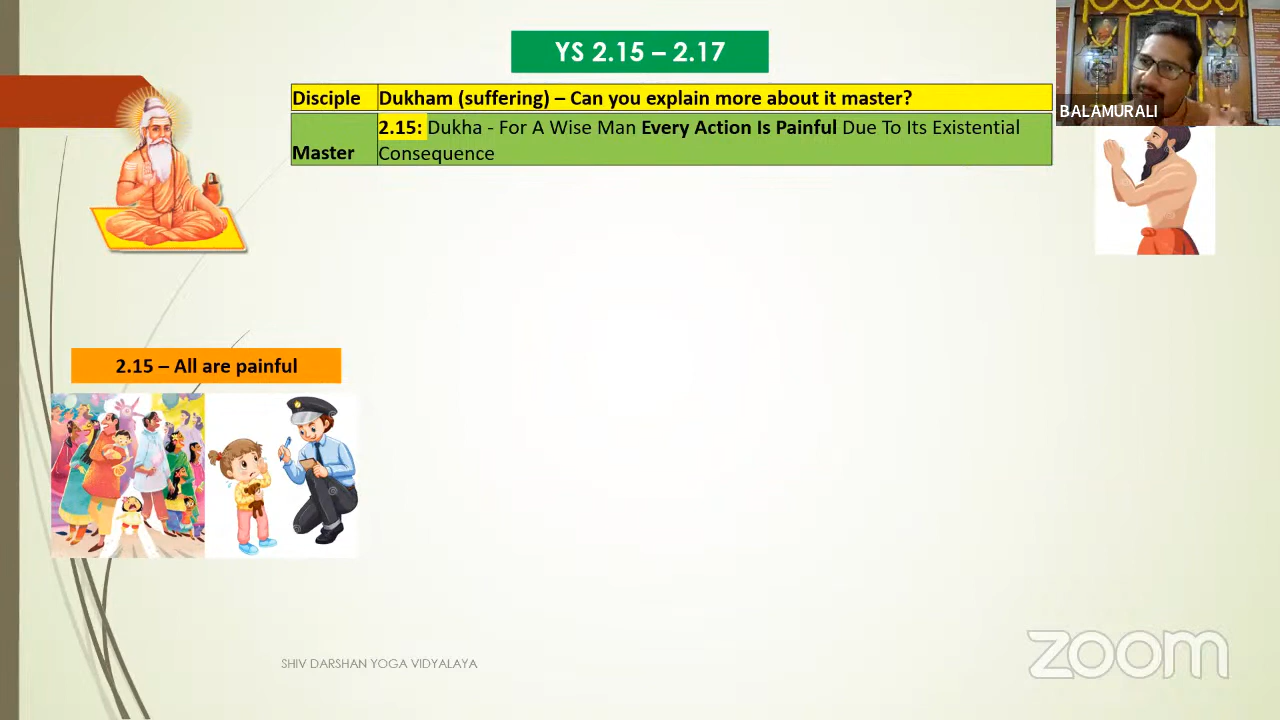 YS 2.15 – 2.17
BALAMURALI
Disciple Dukham (suffering) – Can you explain more about it master?
Master 2.15: Dukha - For A Wise Man Every Action Is Painful Due To Its Existential
Consequence
2.15 – All are painful
SHIV DARSHAN YOGA VIDYALAYA
zoom